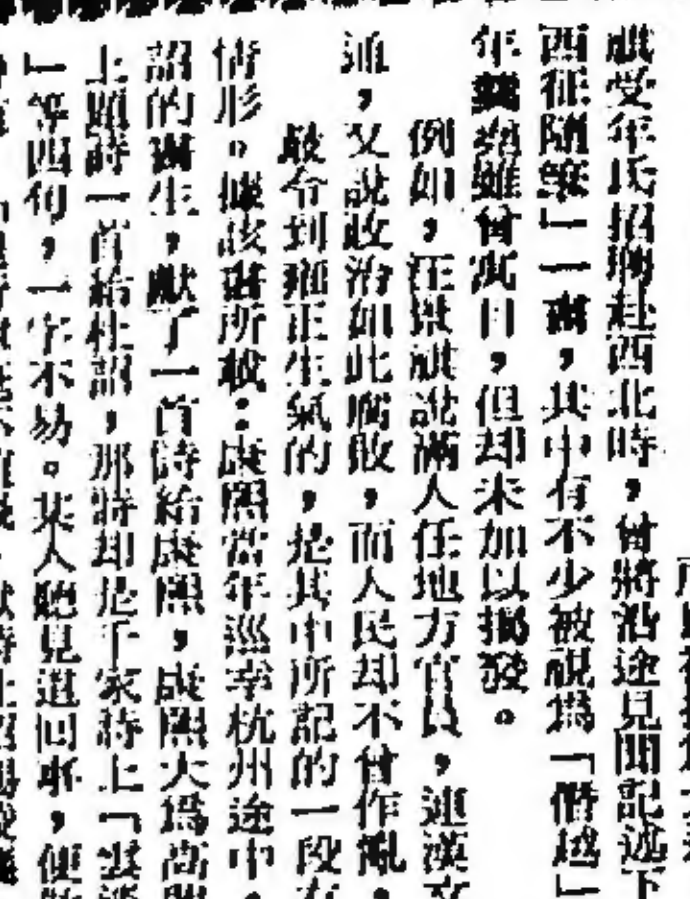 祺受年氏招聘赴西北時，曾將沿途見聞記述下
西征隨筆」一書，其中有不少被視為「僭越」
年羹堯雖曾寓目，但却未加以揭發。
例如，汪景祺說滿人任地方官員，連漢文
通，又說政治如此腐敗，而人民却不曾作亂，
最令到雍正生氣的，是其中所記的一段有
情形。據該書所載：康熙當年巡幸杭州途中，
詔的書生，獻了一首詩給康熙，康熙大為高興
上題詩一首給杜詔，那詩却是千家詩上「雲淡
」等四句，一字不易。某人聽見這回事，便